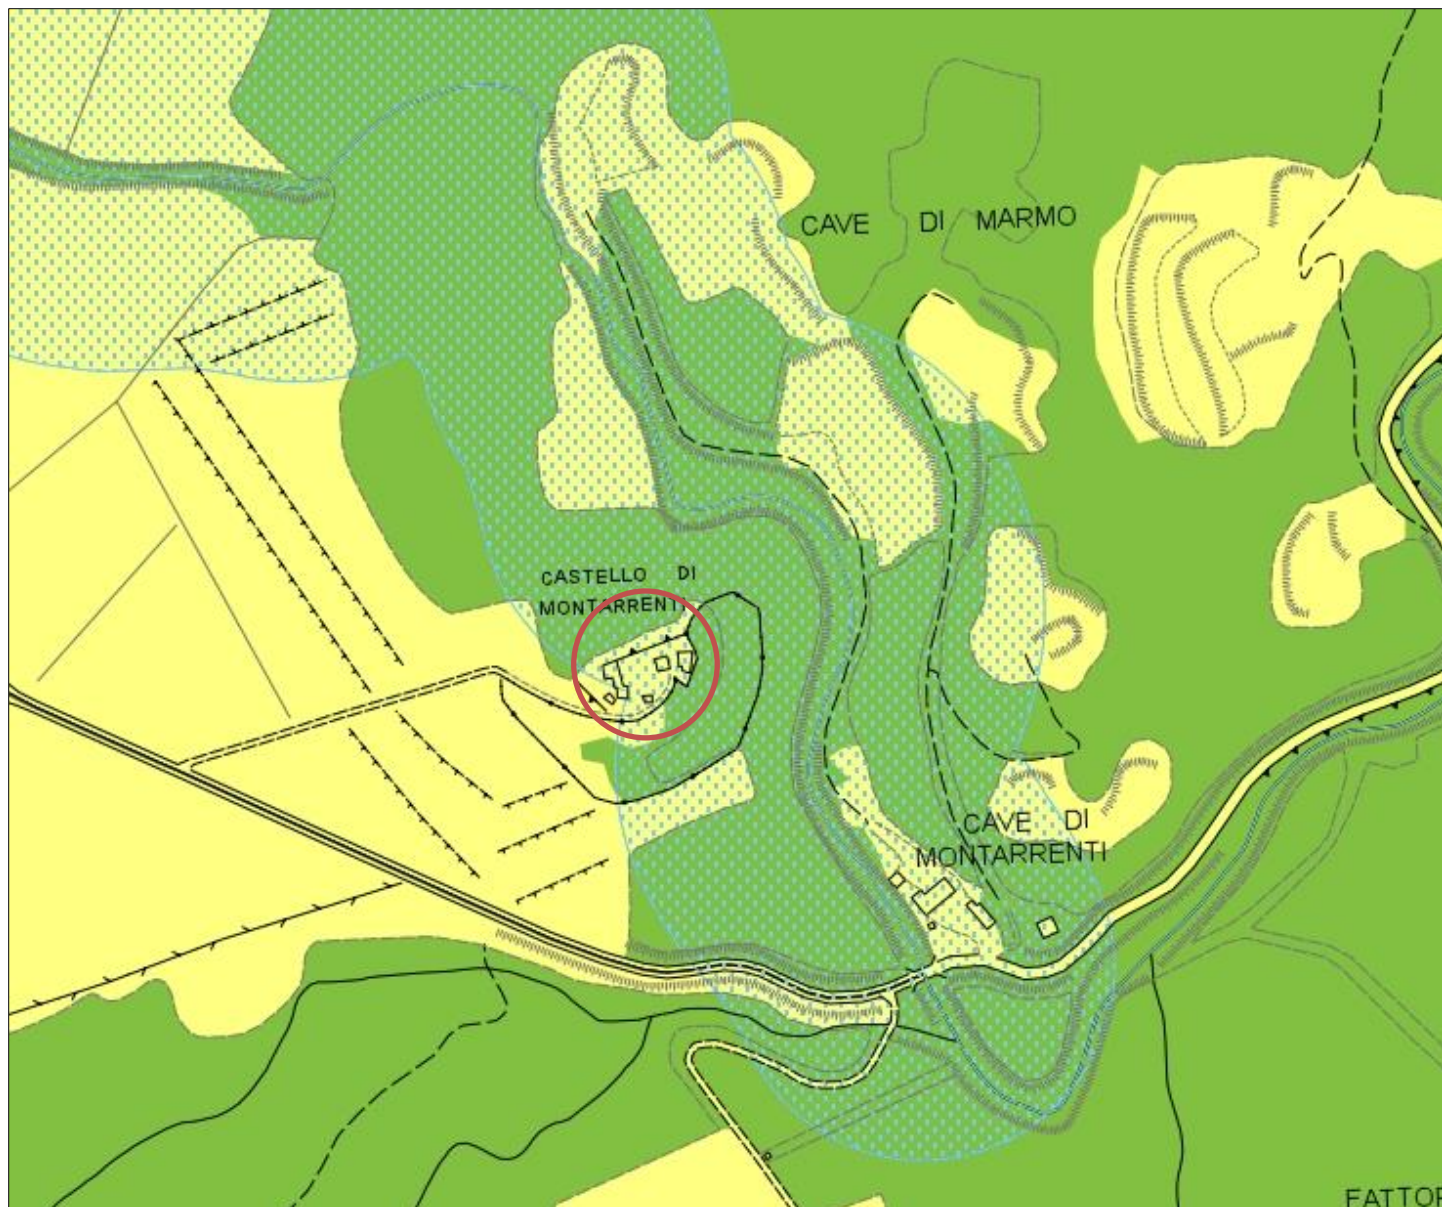 CAVE DI MARMO
CASTELLO DI
MONTARRENTI
CAVE DI
MONTARRENTI
FATTOR